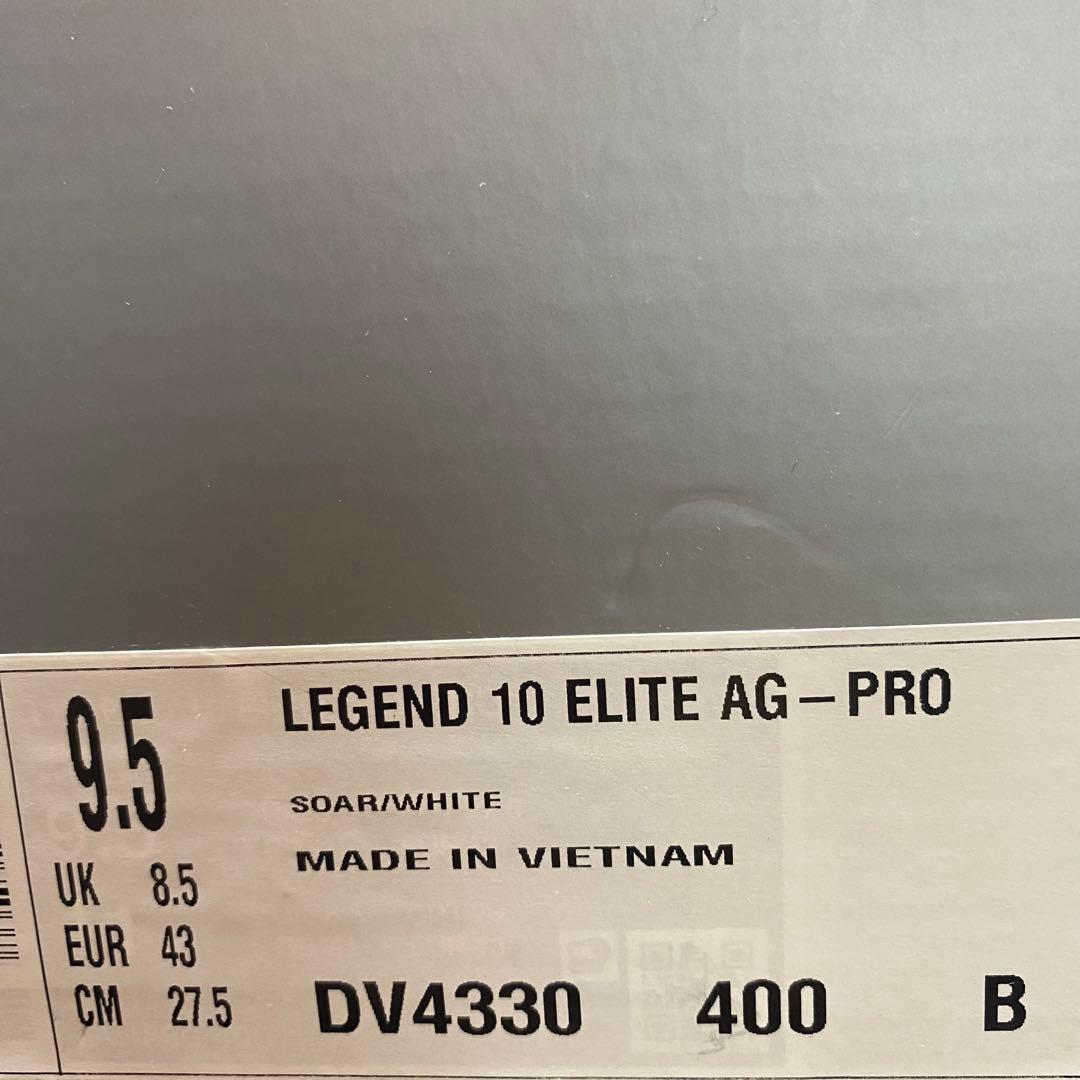 9.5
LEGEND 10 ELITE AG-PRO
SOAR/WHITE
MADE IN VIETNAM
UK 8.5
EUR 43
CM 27.5
DV4330 400 B